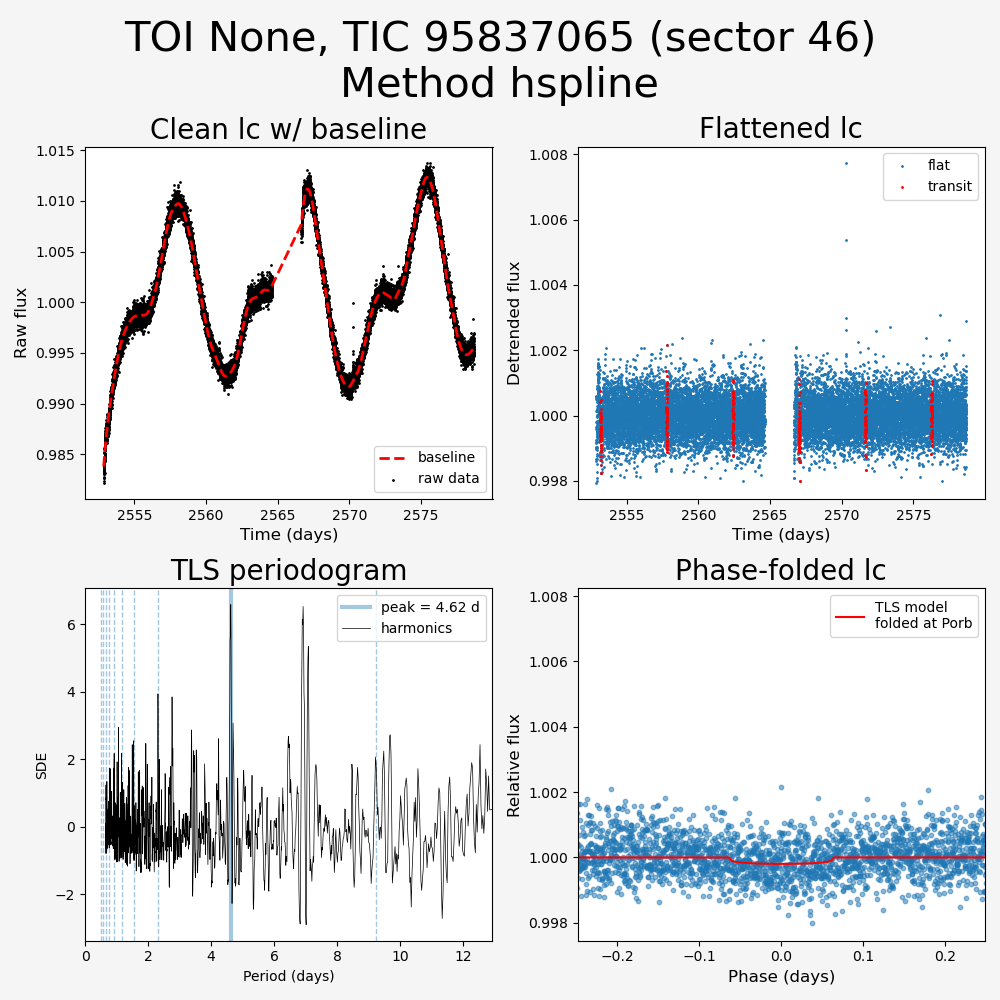 TOI None, TIC 95837065 (sector 46)
Method hspline
Clean lc w/ baseline
Raw flux
1.015
1.010
1.005
1.000
0.995
0.990
0.985
baseline
raw data
2555 2560 2565 2570 2575
Time (days)
Flattened lc
Detrended flux
1.008
1.006
1.004
1.002
1.000
0.998
flat
transit
2555 2560 2565 2570 2575
Time (days)
TLS periodogram
SDE
6
4
2
0
−2
peak = 4.62 d
harmonics
0 2 4 6 8 10 12
Period (days)
Phase-folded lc
Relative flux
1.008
1.006
1.004
1.002
1.000
0.998
TLS model
folded at Porb
−0.2 −0.1 0.0 0.1 0.2
Phase (days)